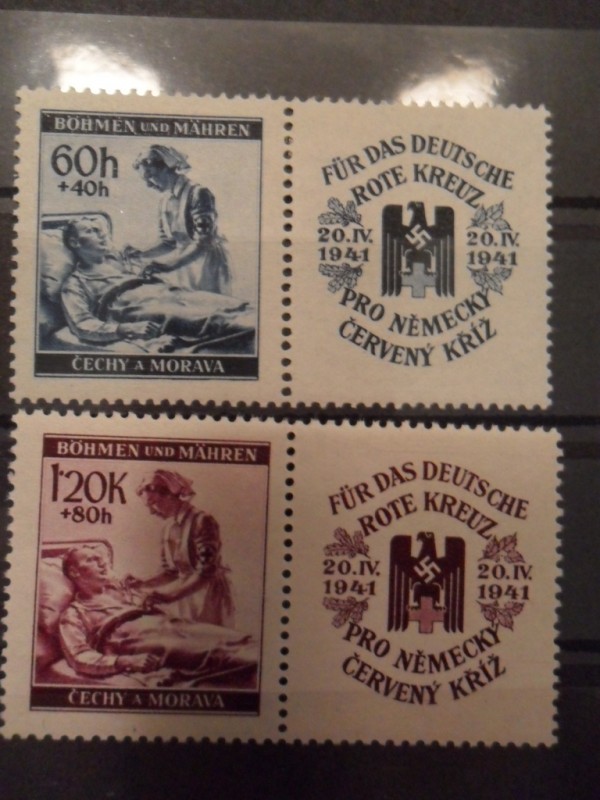 BÖHMEN UND MÄHREN
60h
+40h
ČECHY A MORAVA
FÜR DAS DEUTSCHE
ROTE KREUZ
20.IV. 20.IV.
1941 1941
PRO NĚMECKÝ
ČERVENÝ KŘÍŽ
BÖHMEN UND MÄHREN
1'20K
+80h
ČECHY A MORAVA
FÜR DAS DEUTSCHE
ROTE KREUZ
20.IV. 20.IV.
1941 1941
PRO NĚMECKÝ
ČERVENÝ KŘÍŽ